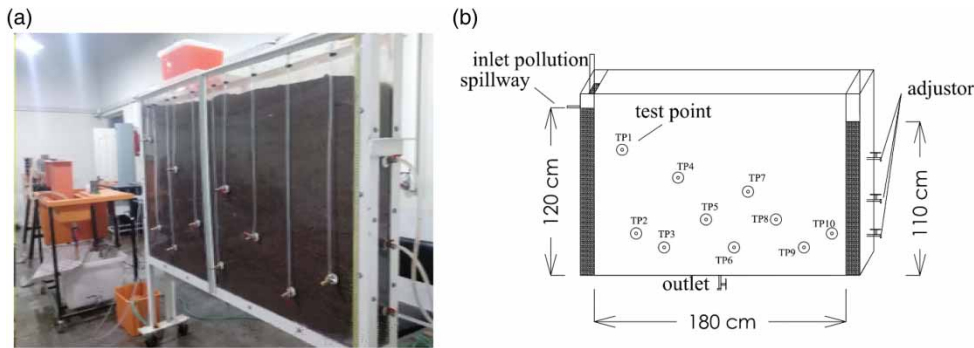 (a)
(b)
inlet pollution
spillway
adjustor
test point
TP1
TP4
TP7
TP5
TP8
TP2
TP10
TP3
TP6
TP9
outlet
120 cm
110 cm
180 cm